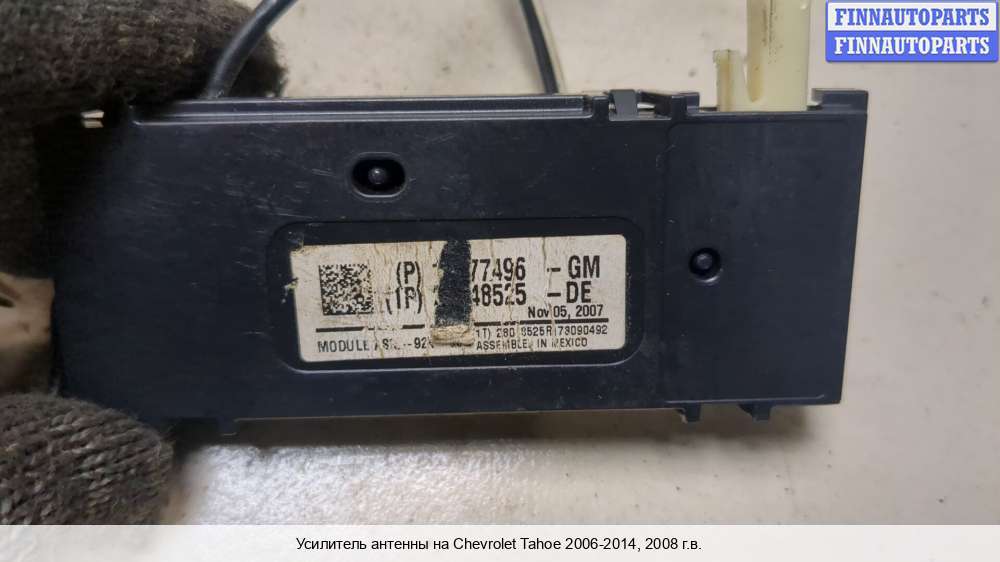 FINNAUTOPARTS
FINNAUTOPARTS
(P) 77496 -GM
(1P) 48525 -DE
Nov 05, 2007
MODULE ASSEMBLED IN MEXICO
Усилитель антенны на Chevrolet Tahoe 2006-2014, 2008 г.в.